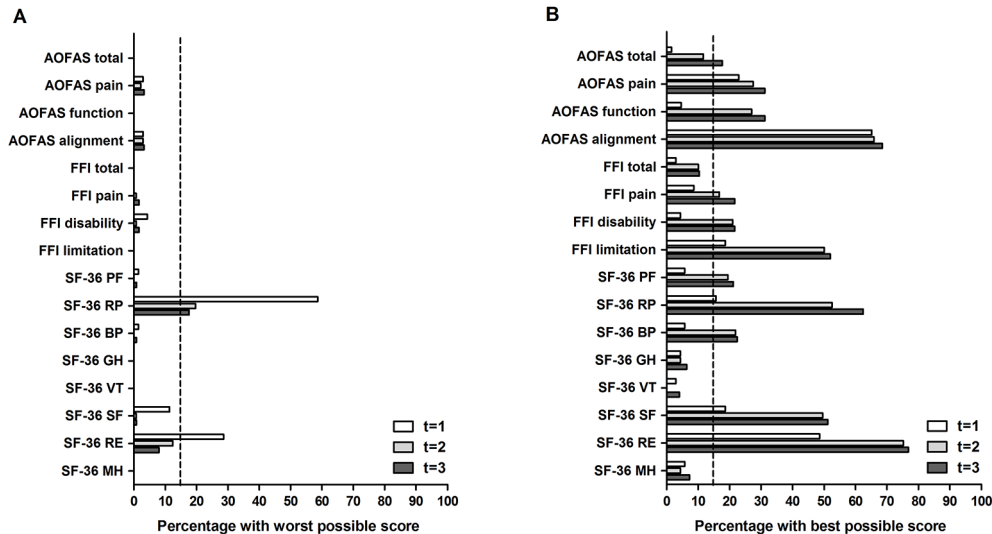 A
AOFAS total
AOFAS pain
AOFAS function
AOFAS alignment
FFI total
FFI pain
FFI disability
FFI limitation
SF-36 PF
SF-36 RP
SF-36 BP
SF-36 GH
SF-36 VT
SF-36 SF
SF-36 RE
SF-36 MH
t=1
t=2
t=3
0 10 20 30 40 50 60 70 80 90 100
Percentage with worst possible score
B
AOFAS total
AOFAS pain
AOFAS function
AOFAS alignment
FFI total
FFI pain
FFI disability
FFI limitation
SF-36 PF
SF-36 RP
SF-36 BP
SF-36 GH
SF-36 VT
SF-36 SF
SF-36 RE
SF-36 MH
t=1
t=2
t=3
0 10 20 30 40 50 60 70 80 90 100
Percentage with best possible score